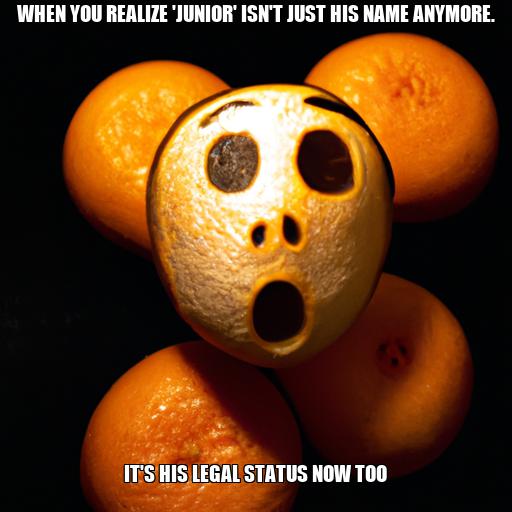 WHEN YOU REALIZE 'JUNIOR' ISN'T JUST HIS NAME ANYMORE.
IT'S HIS LEGAL STATUS NOW TOO